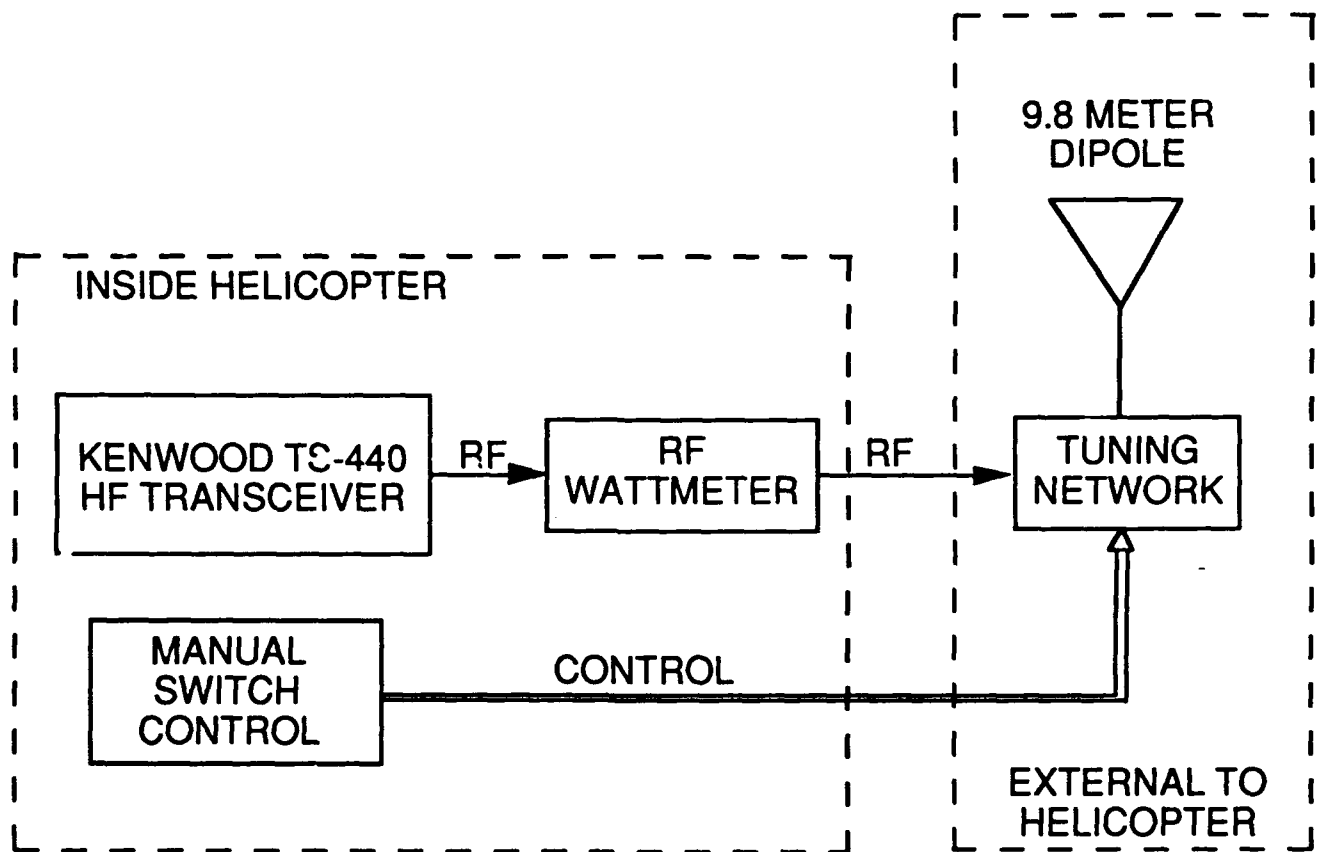 9.8 METER
DIPOLE
INSIDE HELICOPTER
KENWOOD TS-440
HF TRANSCEIVER
RF
RF
WATTMETER
RF
TUNING
NETWORK
MANUAL
SWITCH
CONTROL
CONTROL
EXTERNAL TO
HELICOPTER